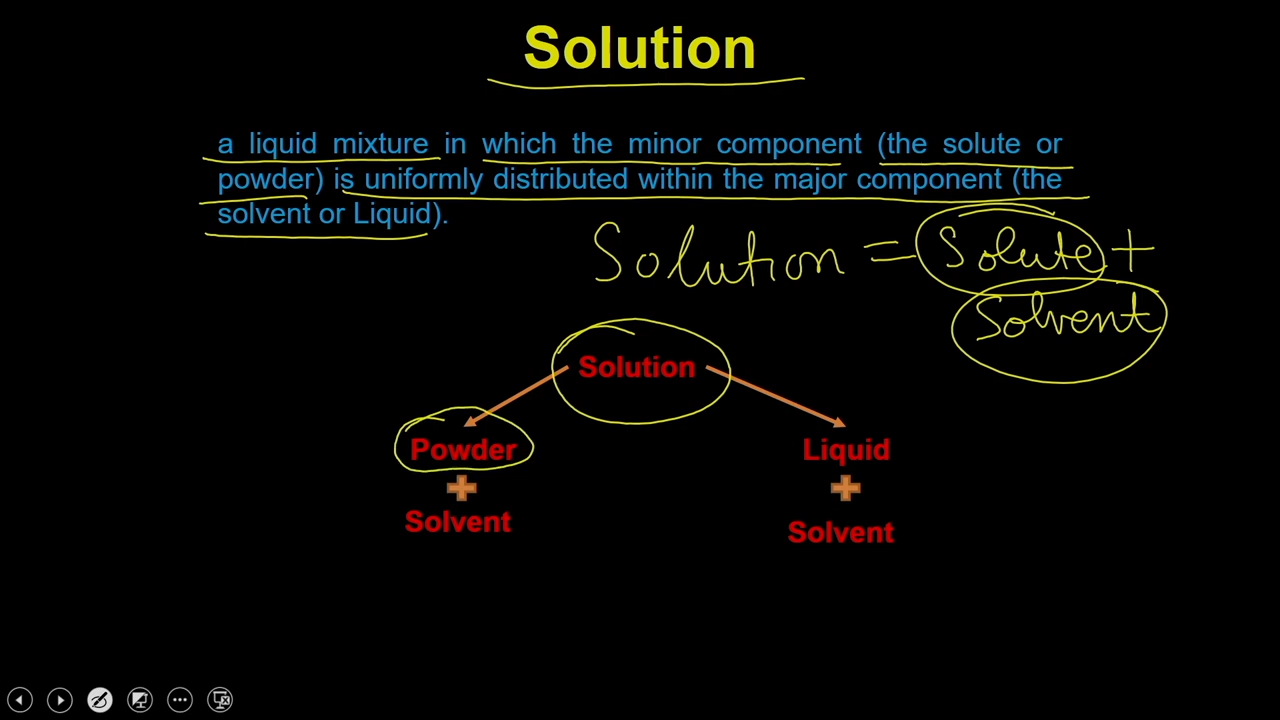 Solution
a liquid mixture in which the minor component (the solute or
powder) is uniformly distributed within the major component (the
solvent or Liquid).
Solution = Solute +
Solvent
Solution
Powder
Liquid
Solvent
Solvent